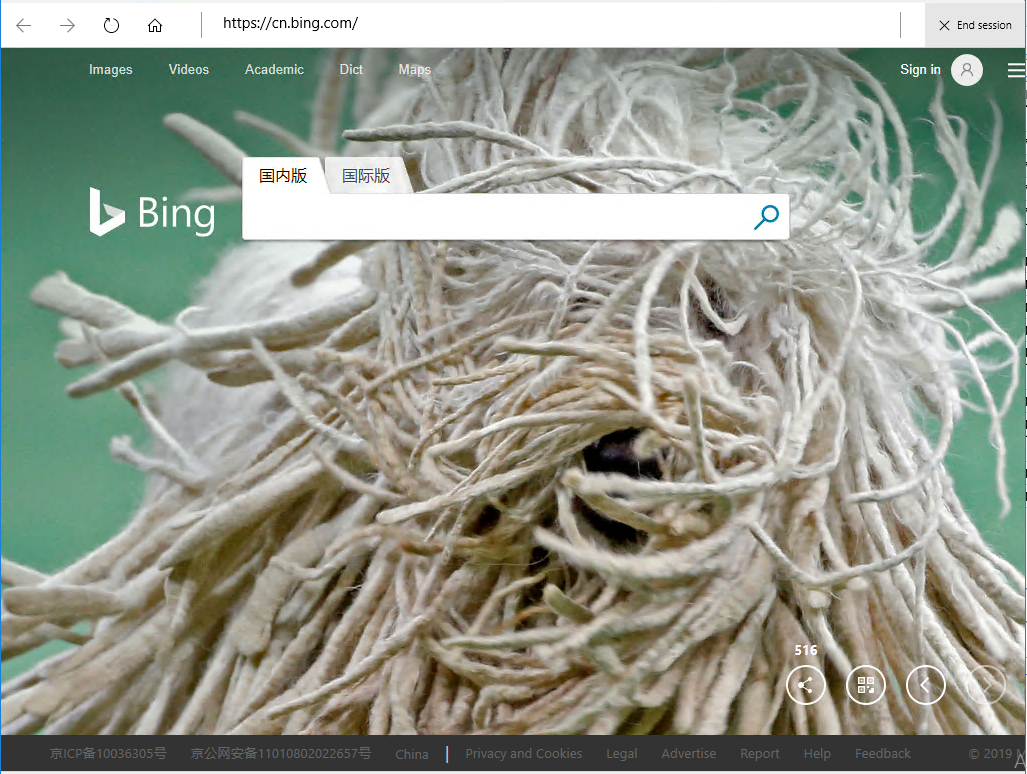 https://cn.bing.com/
End session
Images Videos Academic Dict Maps
Sign in
国内版 国际版
Bing
516
京ICP备10036305号 京公网安备11010802022657号 China Privacy and Cookies Legal Advertise Report Help Feedback © 2019 M